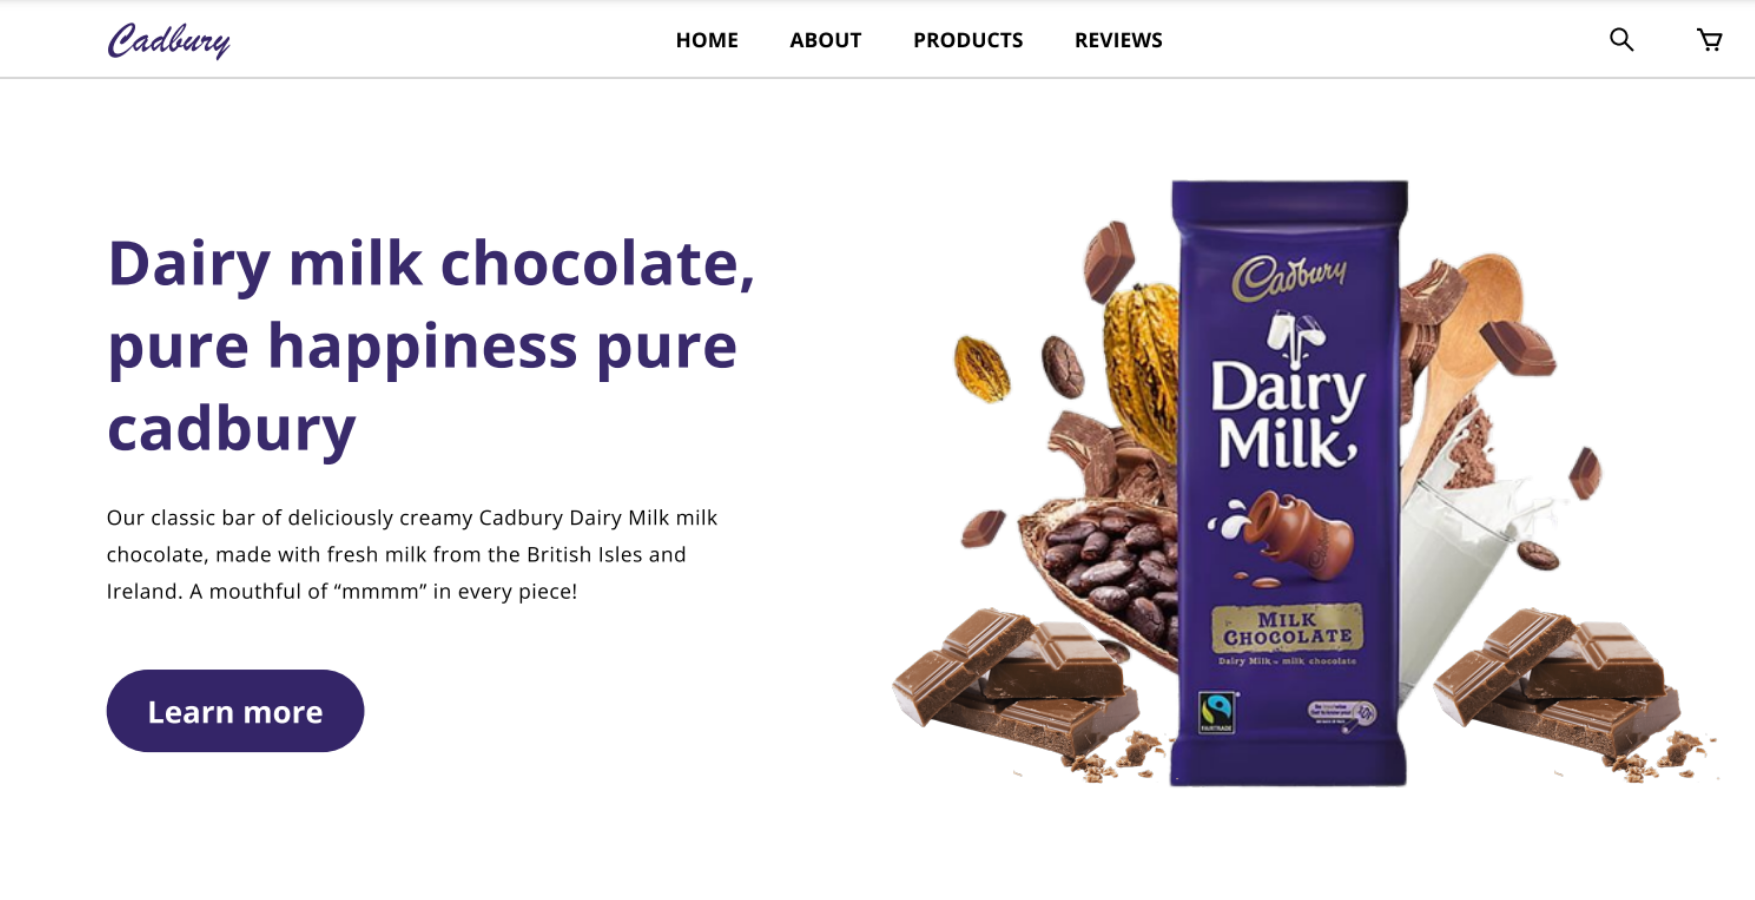 Cadbury
HOME ABOUT PRODUCTS REVIEWS
Dairy milk chocolate,
pure happiness pure
cadbury
Our classic bar of deliciously creamy Cadbury Dairy Milk milk
chocolate, made with fresh milk from the British Isles and
Ireland. A mouthful of “mmmm” in every piece!
Learn more
Cadbury
Dairy
Milk
MILK
CHOCOLATE
Dairy Milk ~ milk chocolate
FAIRTRADE